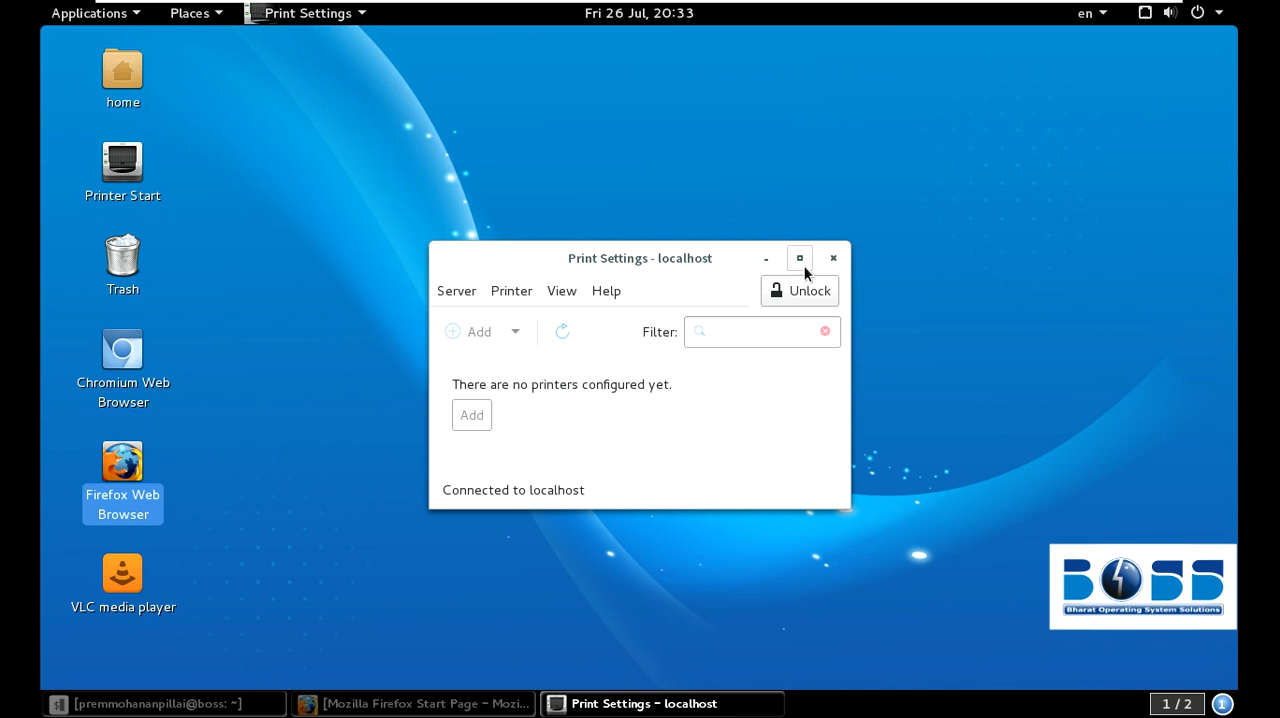 Applications Places Print Settings Fri 26 Jul, 20:33 en
home
Printer Start
Trash
Chromium Web
Browser
Firefox Web
Browser
VLC media player
Print Settings - localhost
Server Printer View Help Unlock
Add Filter:
There are no printers configured yet.
Add
Connected to localhost
BOSS
Bharat Operating System Solutions
[premmohananpillai@boss: ~] [Mozilla Firefox Start Page - Mozi... Print Settings - localhost 1 / 2 1